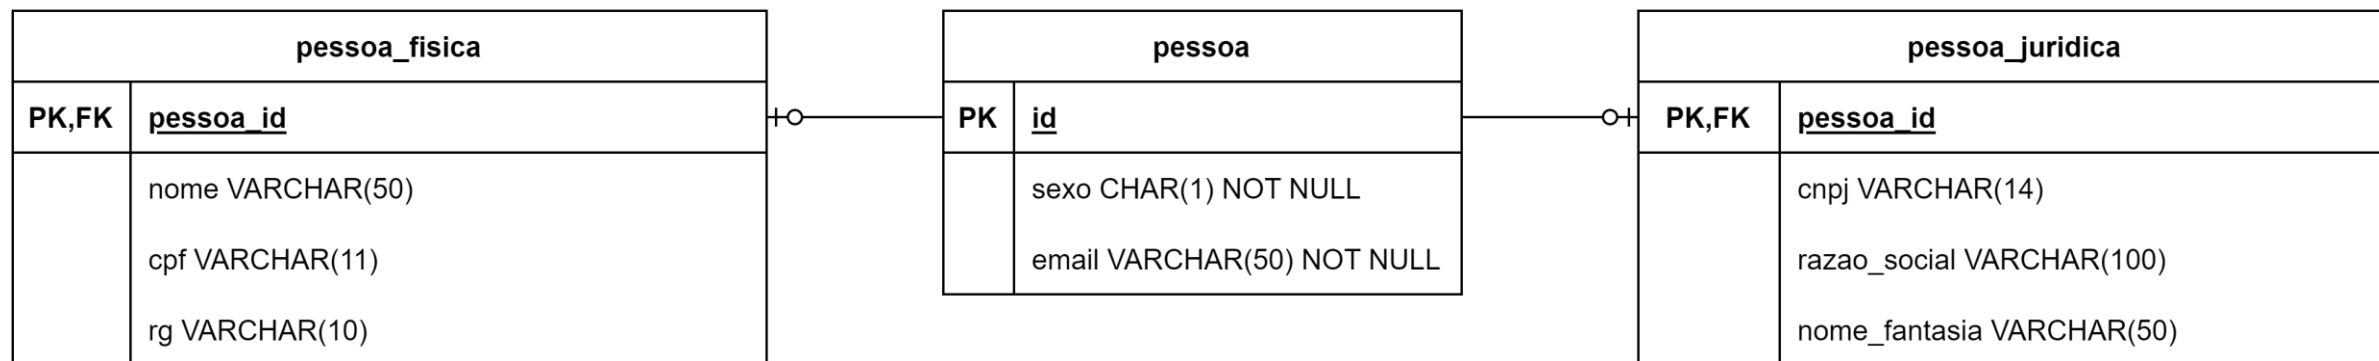 pessoa_fisica
PK,FK pessoa_id
nome VARCHAR(50)
cpf VARCHAR(11)
rg VARCHAR(10)
pessoa
PK id
sexo CHAR(1) NOT NULL
email VARCHAR(50) NOT NULL
pessoa_juridica
PK,FK pessoa_id
cnpj VARCHAR(14)
razao_social VARCHAR(100)
nome_fantasia VARCHAR(50)